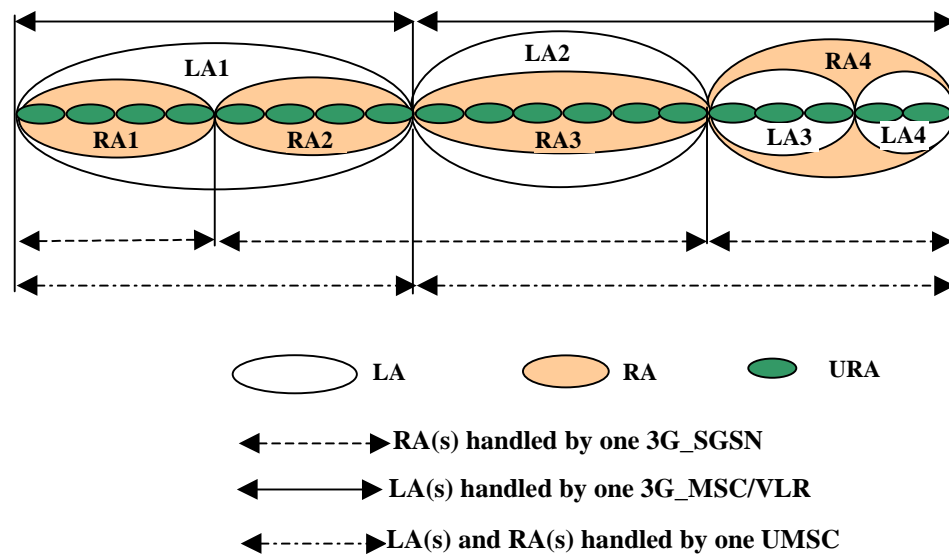 LA1
LA2
RA4
RA1
RA2
RA3
LA3
LA4
LA
RA
URA
RA(s) handled by one 3G_SGSN
LA(s) handled by one 3G_MSC/VLR
LA(s) and RA(s) handled by one UMSC